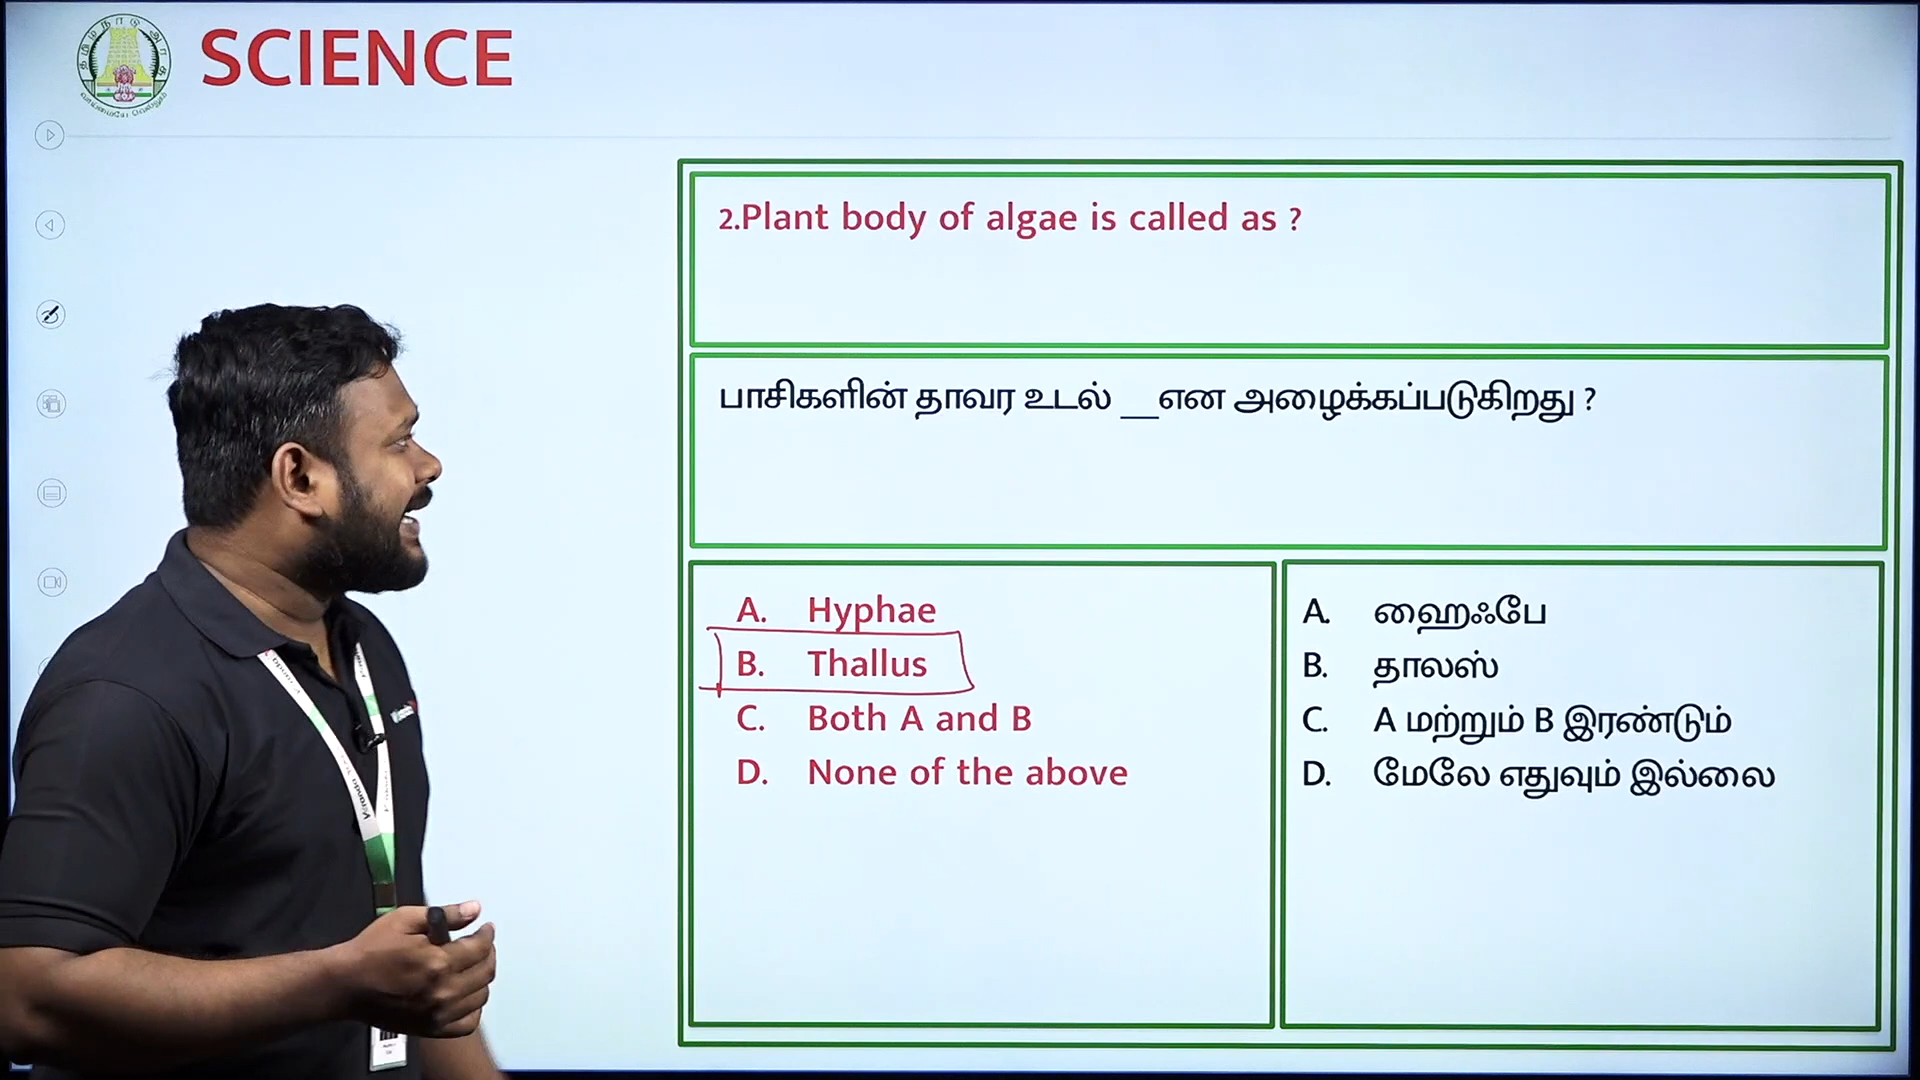 SCIENCE
2.Plant body of algae is called as ?
பாசிகளின் தாவர உடல் __என அழைக்கப்படுகிறது ?
A. Hyphae
B. Thallus
C. Both A and B
D. None of the above
A. ஹைஃபே
B. தாலஸ்
C. A மற்றும் B இரண்டும்
D. மேலே எதுவும் இல்லை